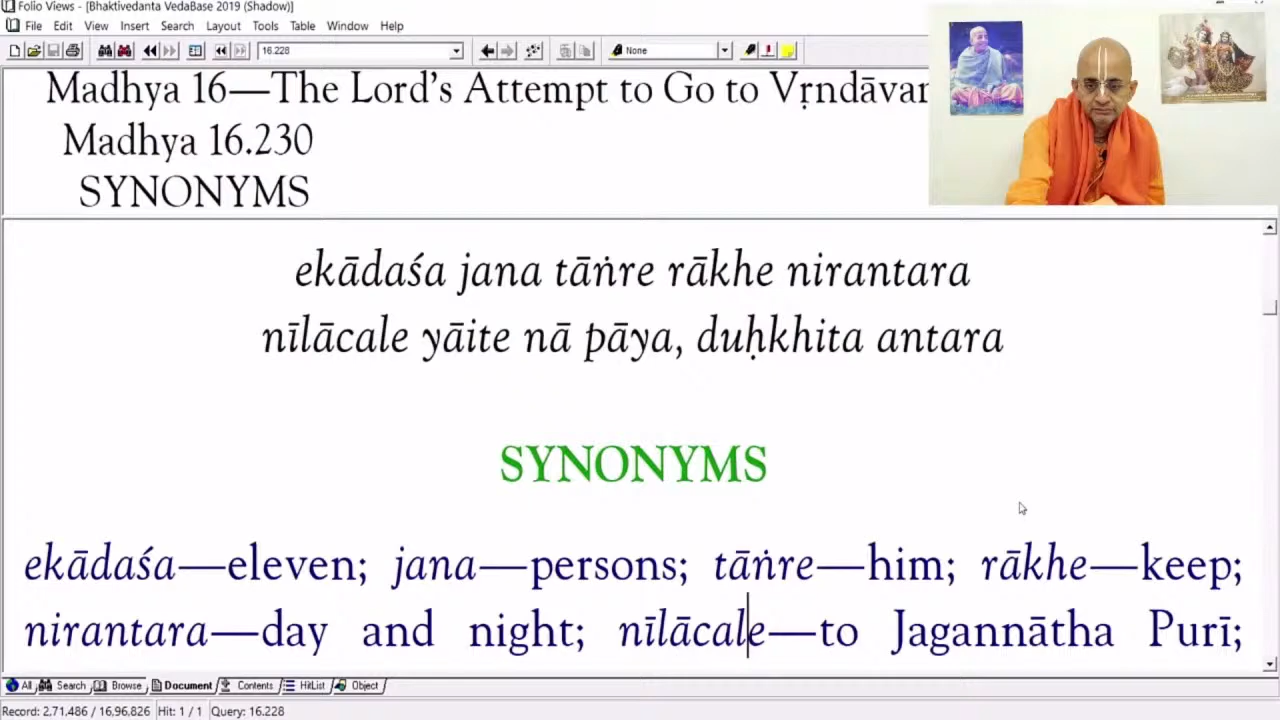 Folio Views - [Bhaktivedanta VedaBase 2019 (Shadow)]
File Edit View Insert Search Layout Tools Table Window Help
16.228 None
Madhya 16—The Lord's Attempt to Go to Vṛndāvan
Madhya 16.230
SYNONYMS
ekādaśa jana tāṅre rākhe nirantara
nīlācale yāite nā pāya, duḥkhita antara
SYNONYMS
ekādaśa—eleven; jana—persons; tāṅre—him; rākhe—keep;
nirantara—day and night; nīlācale—to Jagannātha Purī;
All Search Browse Document Contents HitList Object
Record: 2,71,486 / 16,96,826 Hit: 1 / 1 Query: 16.228